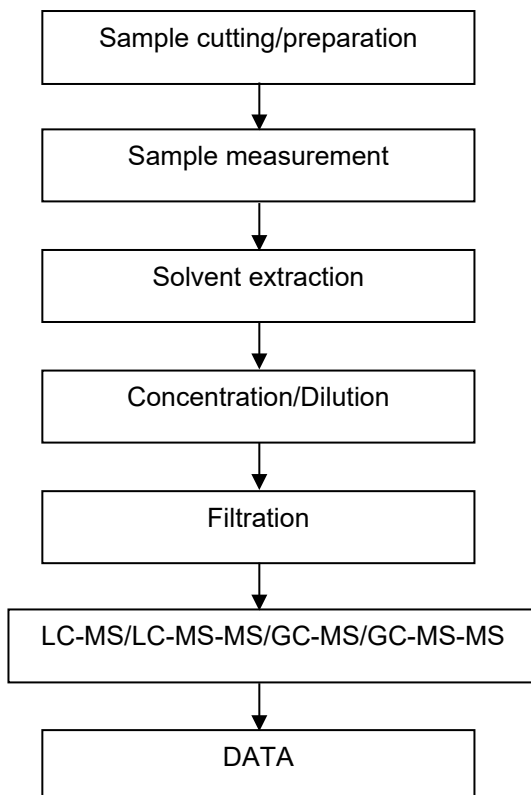 Sample cutting/preparation
Sample measurement
Solvent extraction
Concentration/Dilution
Filtration
LC-MS/LC-MS-MS/GC-MS/GC-MS-MS
DATA